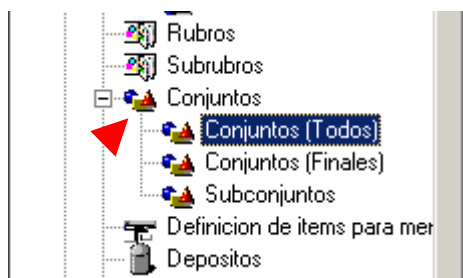 Rubros
Subrubros
Conjuntos
Conjuntos (Todos)
Conjuntos (Finales)
Subconjuntos
Definicion de items para mer
Depositos